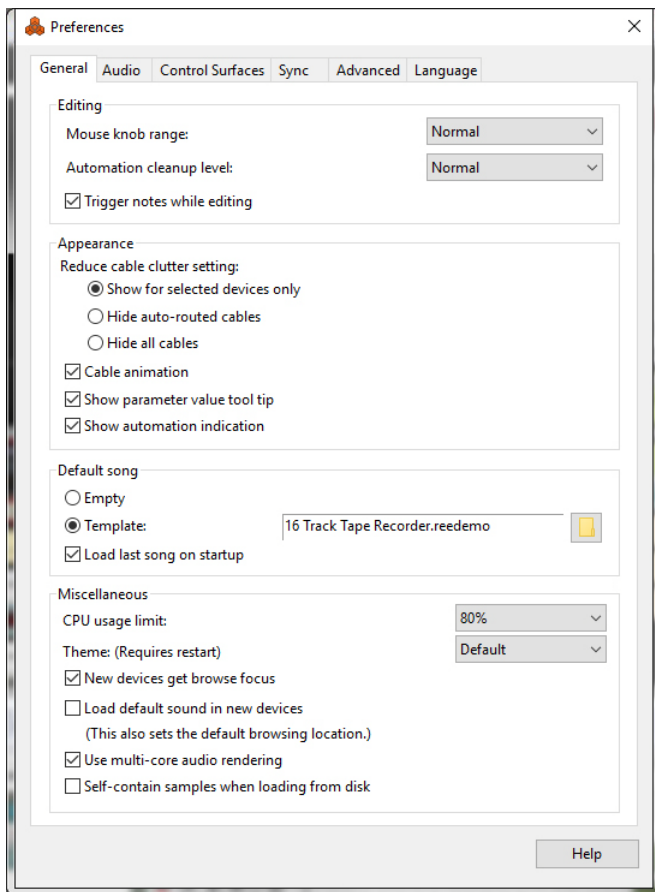 Preferences
General Audio Control Surfaces Sync Advanced Language
Editing
Mouse knob range: Normal
Automation cleanup level: Normal
Trigger notes while editing
Appearance
Reduce cable clutter setting:
Show for selected devices only
Hide auto-routed cables
Hide all cables
Cable animation
Show parameter value tool tip
Show automation indication
Default song
Empty
Template: 16 Track Tape Recorder.reedemo
Load last song on startup
Miscellaneous
CPU usage limit: 80%
Theme: (Requires restart) Default
New devices get browse focus
Load default sound in new devices
(This also sets the default browsing location.)
Use multi-core audio rendering
Self-contain samples when loading from disk
Help